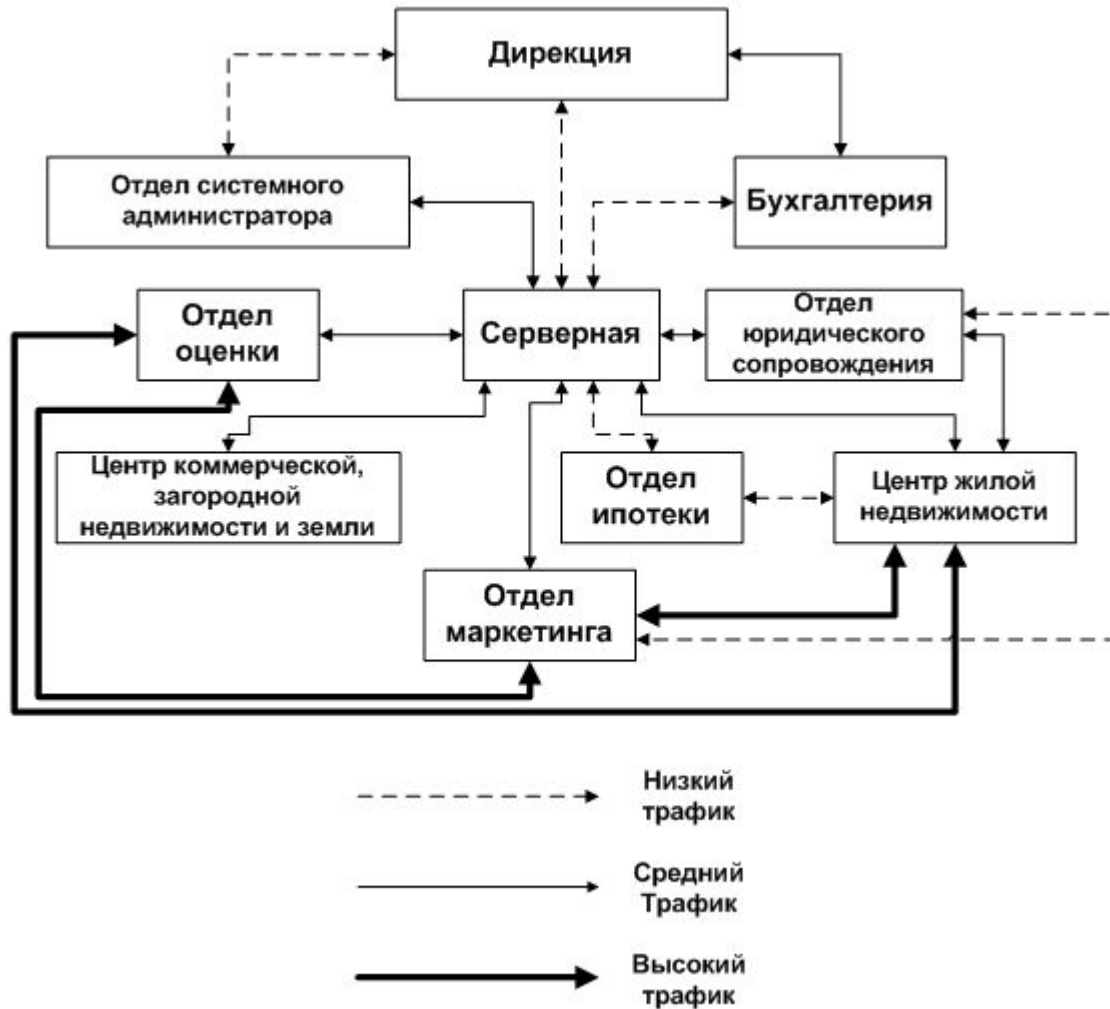 Дирекция
Отдел системного
администратора
Бухгалтерия
Отдел
оценки
Серверная
Отдел
юридического
сопровождения
Центр коммерческой,
загородной
недвижимости и земли
Отдел
ипотеки
Центр жилой
недвижимости
Отдел
маркетинга
Низкий
трафик
Средний
Трафик
Высокий
трафик